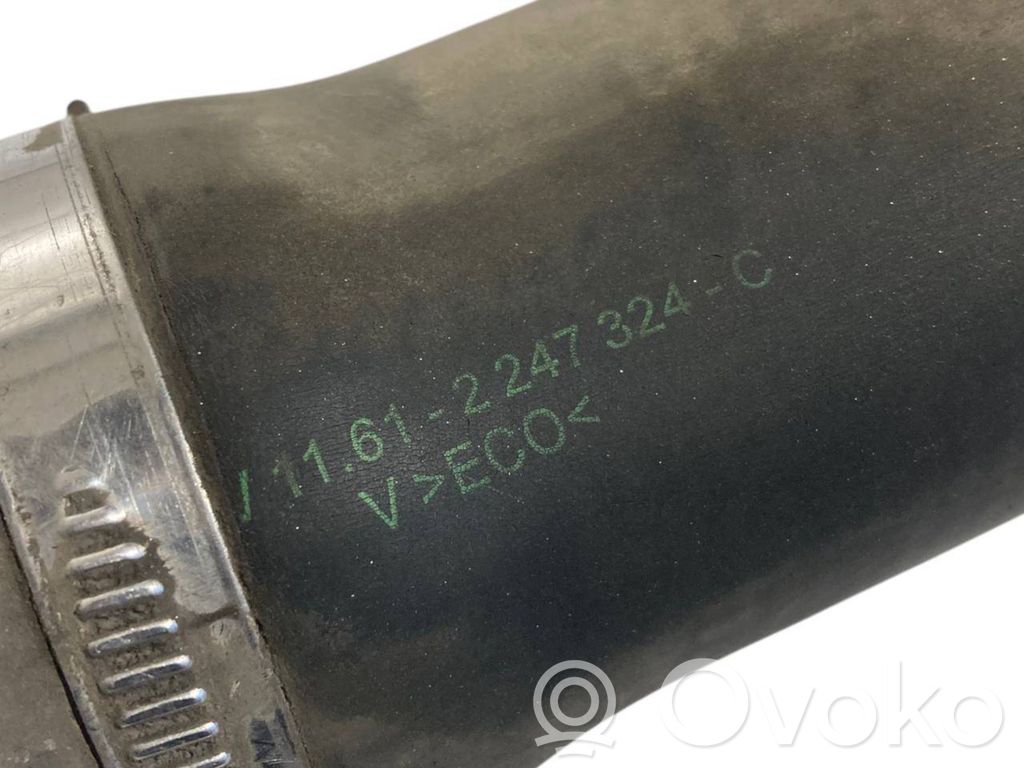 / 11.61 - 2 247 324 - C
V >ECO<
OVOKO